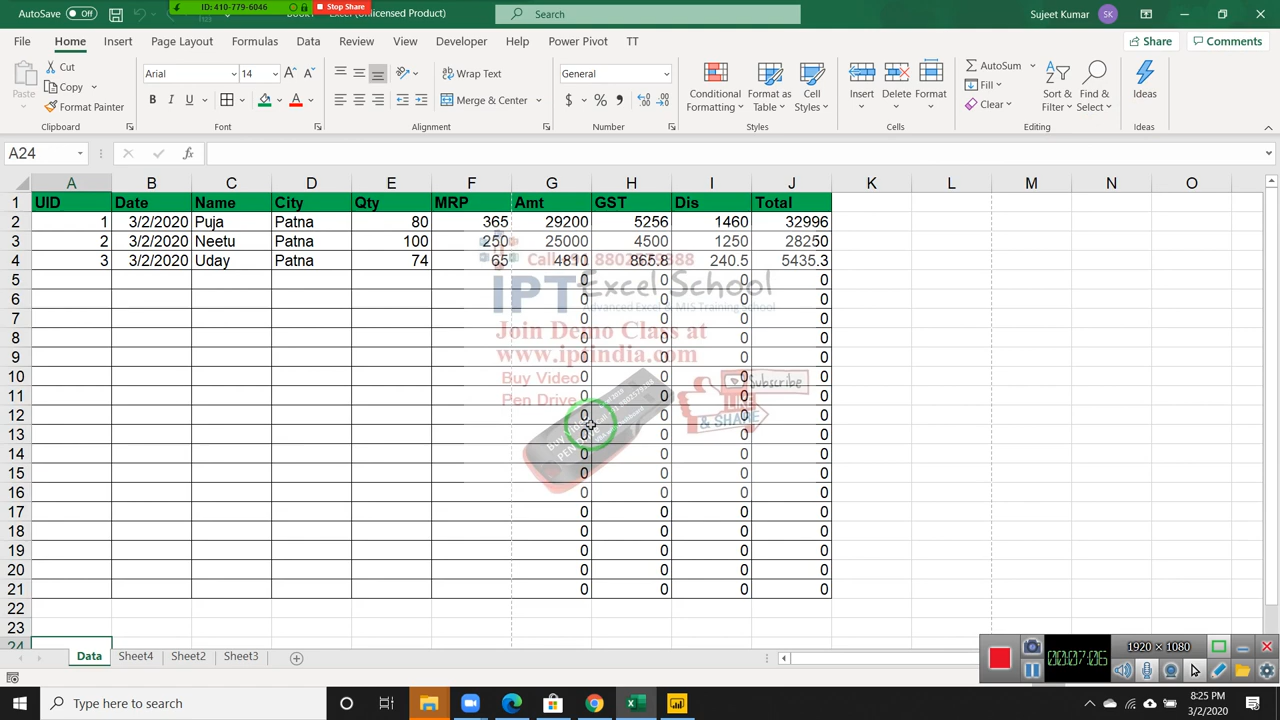 AutoSave Off Book1 - Excel (Unlicensed Product) Search Sujeet Kumar SK
ID: 410-779-6046 Stop Share
File Home Insert Page Layout Formulas Data Review View Developer Help Power Pivot TT Share Comments
Paste Cut Copy Format Painter
Arial 14 A A B I U A
Wrap Text Merge & Center
General $ %
Conditional Formatting Format as Table Cell Styles
Insert Delete Format
AutoSum Fill Clear Sort & Filter Find & Select Ideas
Clipboard Font Alignment Number Styles Cells Editing Ideas
A24 fx
A B C D E F G H I J K L M N O
1 UID Date Name City Qty MRP Amt GST Dis Total
2 1 3/2/2020 Puja Patna 80 365 29200 5256 1460 32996
3 2 3/2/2020 Neetu Patna 100 250 25000 4500 1250 28250
4 3 3/2/2020 Uday Patna 74 65 4810 865.8 240.5 5435.3
5 0 0 0 0
6 0 0 0 0
7 0 0 0 0
8 0 0 0 0
9 0 0 0 0
10 0 0 0 0
11 0 0 0 0
12 0 0 0 0
13 0 0 0 0
14 0 0 0 0
15 0 0 0 0
16 0 0 0 0
17 0 0 0 0
18 0 0 0 0
19 0 0 0 0
20 0 0 0 0
21 0 0 0 0
22
23
24
IPT Excel School
Advanced Excel & MIS Training School
Join Demo Class at
www.iptindia.com
Buy Video
Pen Drive
Subscribe
LIKE
& SHARE
Data Sheet4 Sheet2 Sheet3
1920 × 1080
00:07:06
Type here to search
8:25 PM
3/2/2020